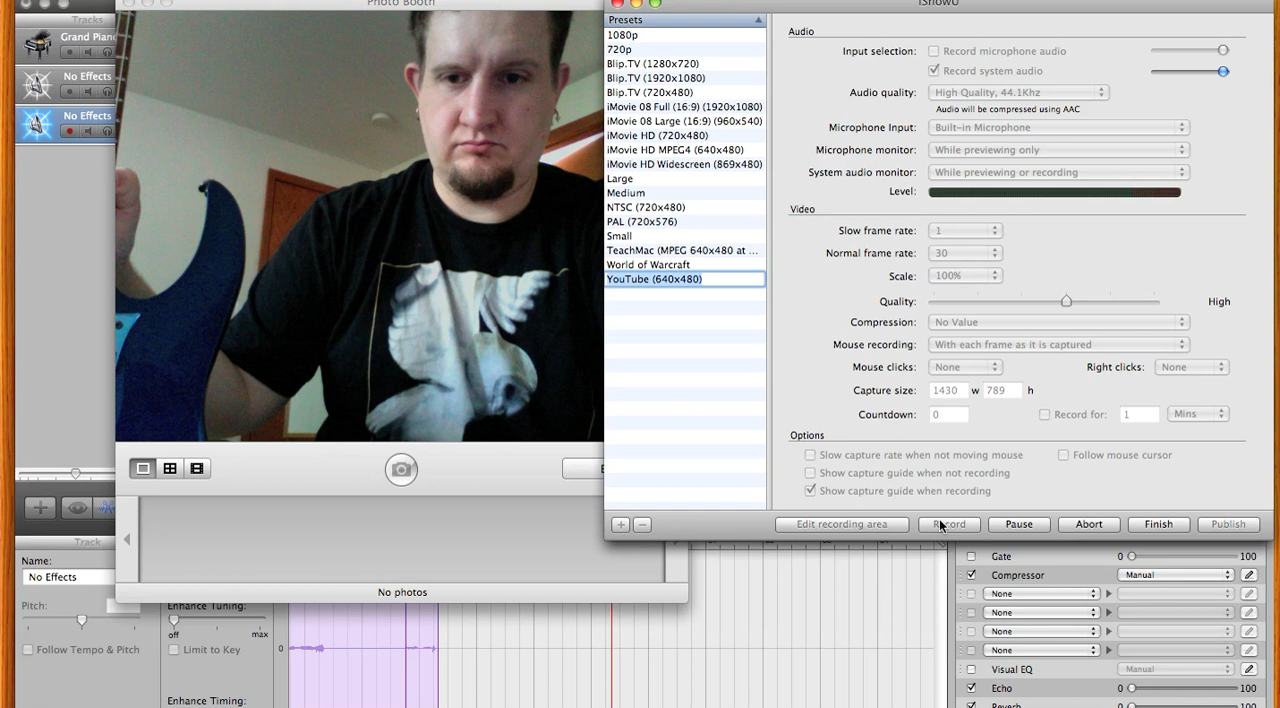 Photo Booth
iShowU
Tracks
Grand Piano
No Effects
No Effects
Presets
1080p
720p
Blip.TV (1280x720)
Blip.TV (1920x1080)
Blip.TV (720x480)
iMovie 08 Full (16:9) (1920x1080)
iMovie 08 Large (16:9) (960x540)
iMovie HD (720x480)
iMovie HD MPEG4 (640x480)
iMovie HD Widescreen (869x480)
Large
Medium
NTSC (720x480)
PAL (720x576)
Small
TeachMac (MPEG 640x480 at ...
World of Warcraft
YouTube (640x480)
Audio
Input selection: Record microphone audio
Record system audio
Audio quality: High Quality, 44.1Khz
Audio will be compressed using AAC
Microphone Input: Built-in Microphone
Microphone monitor: While previewing only
System audio monitor: While previewing or recording
Level:
Video
Slow frame rate: 1
Normal frame rate: 30
Scale: 100%
Quality: High
Compression: No Value
Mouse recording: With each frame as it is captured
Mouse clicks: None Right clicks: None
Capture size: 1430 w 789 h
Countdown: 0 Record for: 1 Mins
Options
Slow capture rate when not moving mouse Follow mouse cursor
Show capture guide when not recording
Show capture guide when recording
+ − Edit recording area Record Pause Abort Finish Publish
No photos
Track
Name:
No Effects
Pitch:
Follow Tempo & Pitch
Enhance Tuning:
off max
Limit to Key
Enhance Timing:
0
Gate 0 100
Compressor Manual
None
None
None
None
Visual EQ Manual
Echo 0 100
Reverb 0 100